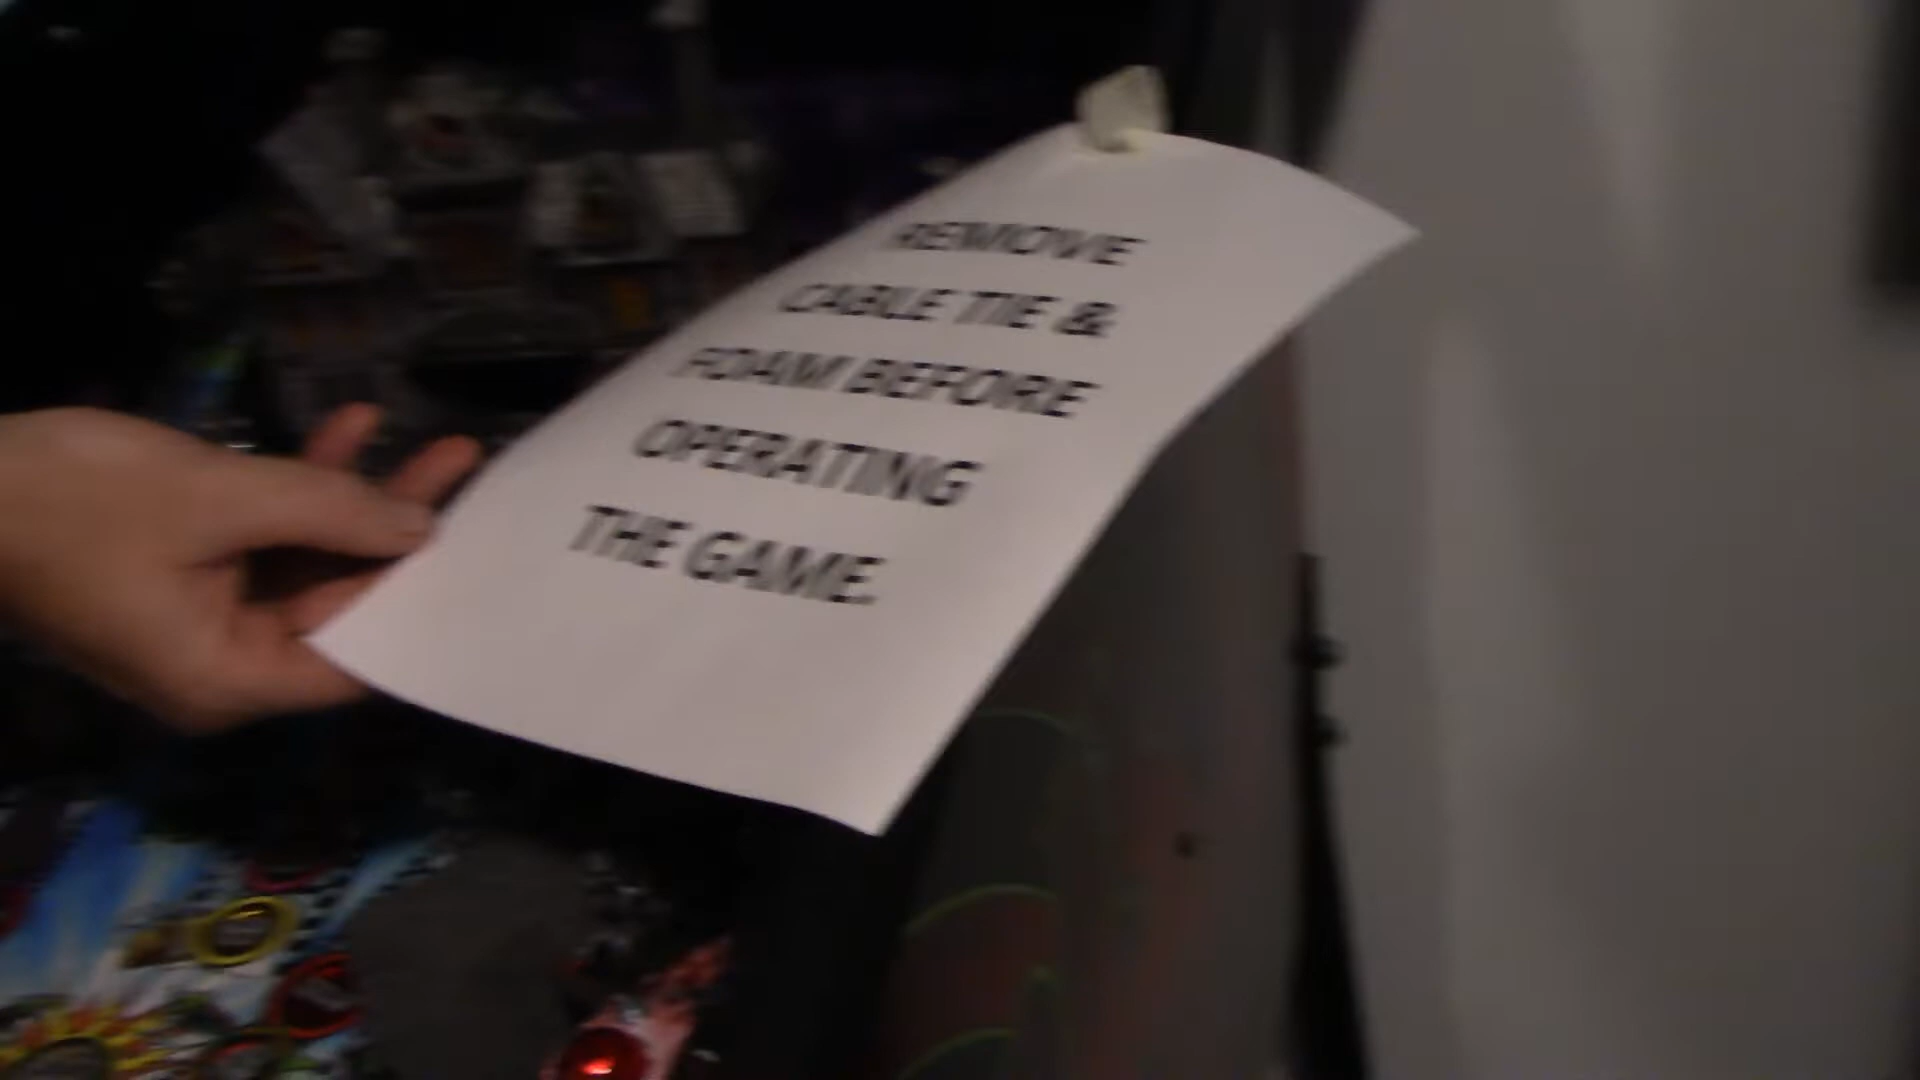 REMOVE
CABLE TIE &
FOAM BEFORE
OPERATING
THE GAME.